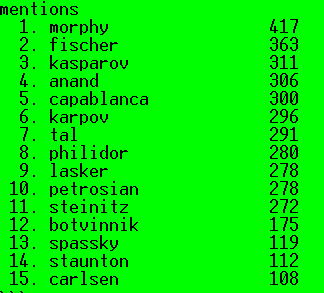 mentions
1. morphy 417
2. fischer 363
3. kasparov 311
4. anand 306
5. capablanca 300
6. karpov 296
7. tal 291
8. philidor 280
9. lasker 278
10. petrosian 278
11. steinitz 272
12. botvinnik 175
13. spassky 119
14. staunton 112
15. carlsen 108